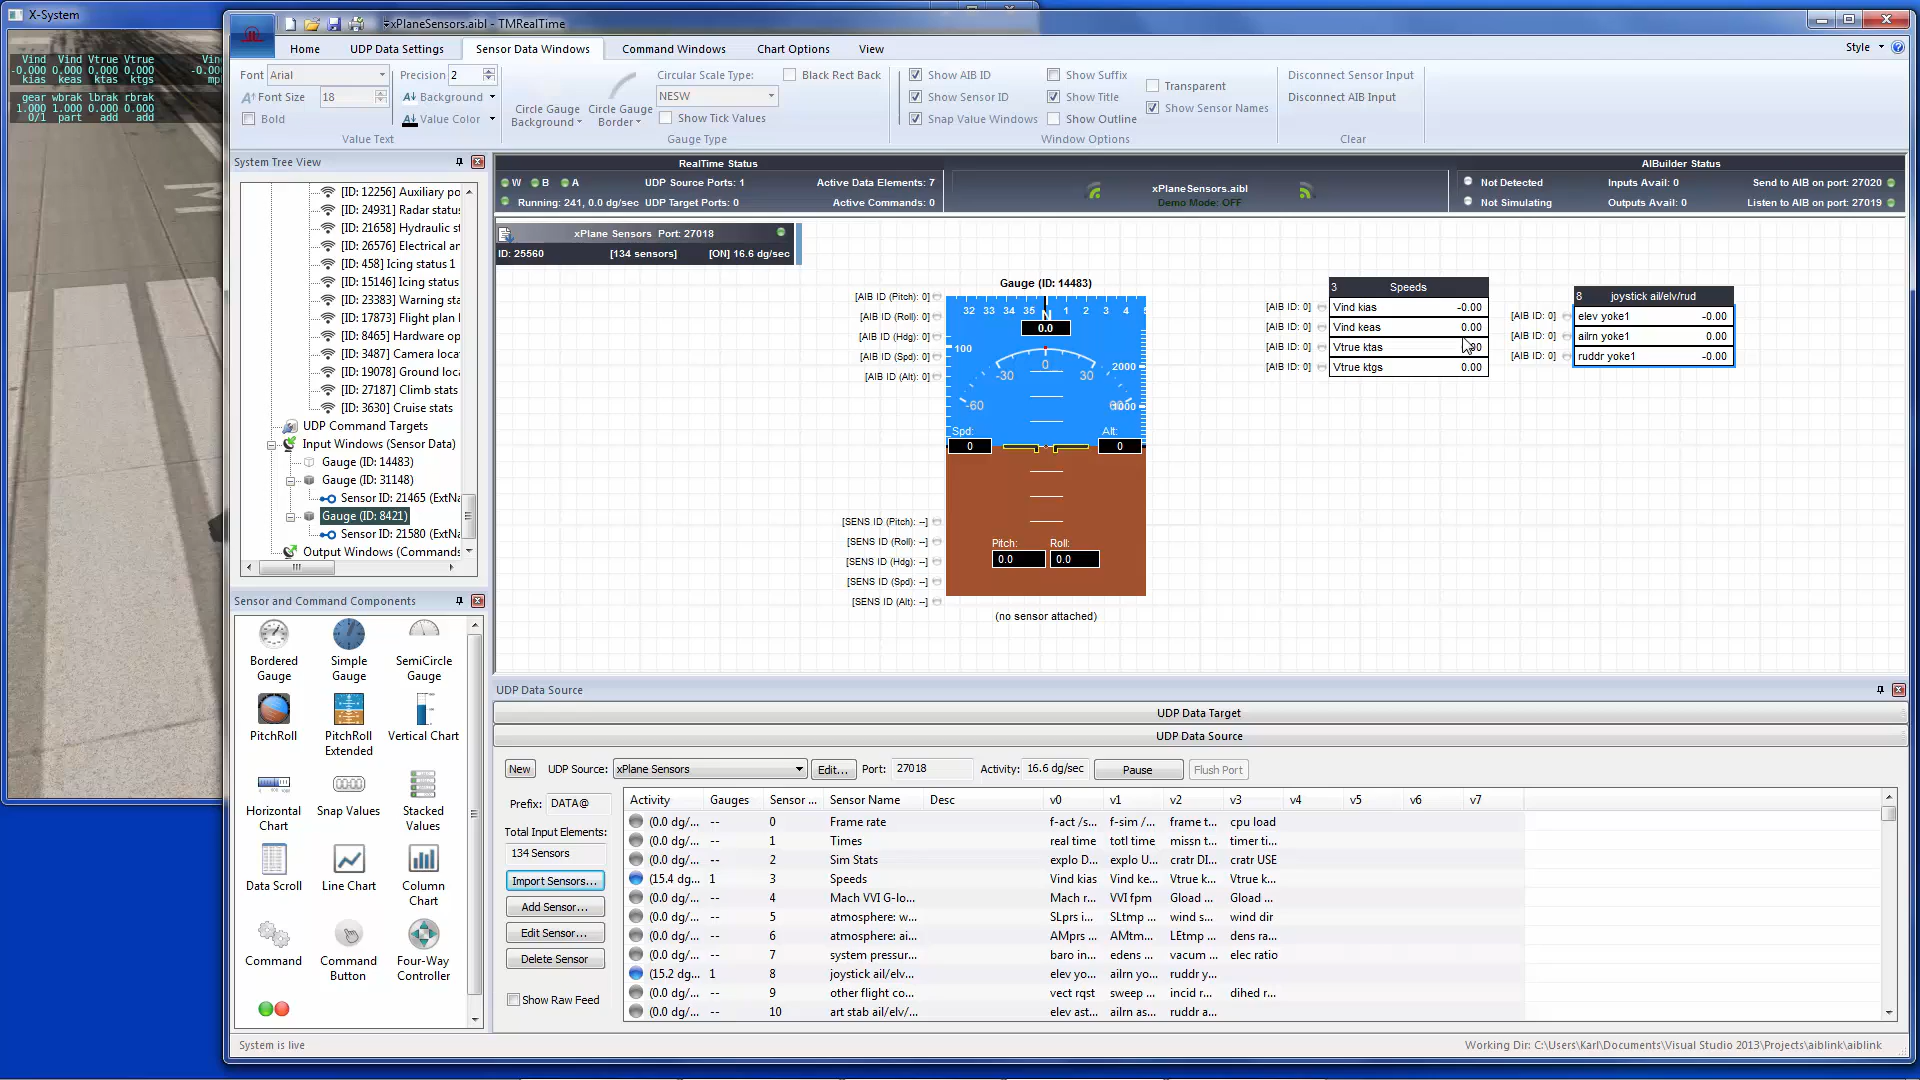 X-System
Vind Vind Vtrue Vtrue Vind
-0.000 0.000 0.000 0.000 -0.000
kias keas ktas ktgs mp
gear wbrak lbrak rbrak
1.000 1.000 0.000 0.000
0/1 part add add
xPlaneSensors.aibl - TMRealTime
Home UDP Data Settings Sensor Data Windows Command Windows Chart Options View Style
Font Arial Precision 2
Font Size 18 Background
Bold Value Color
Value Text
Circle Gauge Background
Circle Gauge Border
Circular Scale Type:
NESW
Show Tick Values
Black Rect Back
Gauge Type
Show AIB ID Show Suffix
Show Sensor ID Show Title
Snap Value Windows Show Outline
Transparent
Show Sensor Names
Window Options
Disconnect Sensor Input
Disconnect AIB Input
Clear
System Tree View
[ID: 12256] Auxiliary po
[ID: 24931] Radar status
[ID: 21658] Hydraulic st
[ID: 26576] Electrical an
[ID: 458] Icing status 1
[ID: 15146] Icing status
[ID: 23383] Warning sta
[ID: 17873] Flight plan l
[ID: 8465] Hardware op
[ID: 3487] Camera locat
[ID: 19078] Ground loca
[ID: 27187] Climb stats
[ID: 3630] Cruise stats
UDP Command Targets
Input Windows (Sensor Data)
Gauge (ID: 14483)
Gauge (ID: 31148)
Sensor ID: 21465 (ExtNa
Gauge (ID: 8421)
Sensor ID: 21580 (ExtNa
Output Windows (Commands
RealTime Status
W B A UDP Source Ports: 1 Active Data Elements: 7
Running: 241, 0.0 dg/sec UDP Target Ports: 0 Active Commands: 0
xPlaneSensors.aibl
Demo Mode: OFF
AIBuilder Status
Not Detected Inputs Avail: 0 Send to AIB on port: 27020
Not Simulating Outputs Avail: 0 Listen to AIB on port: 27019
xPlane Sensors Port: 27018
ID: 25560 [134 sensors] [ON] 16.6 dg/sec
Gauge (ID: 14483)
[AIB ID (Pitch): 0]
[AIB ID (Roll): 0]
[AIB ID (Hdg): 0]
[AIB ID (Spd): 0]
[AIB ID (Alt): 0]
32 33 34 35 N 1 2 3 4
0.0
100
0
-30 30
-60
2000
1000
Spd: Alt:
0 0
Pitch: Roll:
0.0 0.0
[SENS ID (Pitch): --]
[SENS ID (Roll): --]
[SENS ID (Hdg): --]
[SENS ID (Spd): --]
[SENS ID (Alt): --]
(no sensor attached)
3 Speeds
[AIB ID: 0] Vind kias -0.00
[AIB ID: 0] Vind keas 0.00
[AIB ID: 0] Vtrue ktas
[AIB ID: 0] Vtrue ktgs 0.00
8 joystick ail/elv/rud
[AIB ID: 0] elev yoke1 -0.00
[AIB ID: 0] ailrn yoke1 0.00
[AIB ID: 0] ruddr yoke1 -0.00
Sensor and Command Components
Bordered Gauge
Simple Gauge
SemiCircle Gauge
PitchRoll
PitchRoll Extended
Vertical Chart
Horizontal Chart
Snap Values
Stacked Values
Data Scroll
Line Chart
Column Chart
Command
Command Button
Four-Way Controller
UDP Data Source
UDP Data Target
UDP Data Source
New UDP Source: xPlane Sensors Edit... Port: 27018 Activity: 16.6 dg/sec Pause Flush Port
Prefix: DATA@
Total Input Elements:
134 Sensors
Import Sensors...
Add Sensor...
Edit Sensor...
Delete Sensor
Show Raw Feed
Activity Gauges Sensor ... Sensor Name Desc v0 v1 v2 v3 v4 v5 v6 v7
(0.0 dg/... -- 0 Frame rate f-act /s... f-sim /... frame t... cpu load
(0.0 dg/... -- 1 Times real time totl time missn t... timer ti...
(0.0 dg/... -- 2 Sim Stats explo D... explo U... cratr DI... cratr USE
(15.4 dg... 1 3 Speeds Vind kias Vind ke... Vtrue k... Vtrue k...
(0.0 dg/... -- 4 Mach VVI G-lo... Mach r... VVI fpm Gload ... Gload ...
(0.0 dg/... -- 5 atmosphere: w... SLprs i... SLtmp ... wind s... wind dir
(0.0 dg/... -- 6 atmosphere: ai... AMprs ... AMtm... LEtmp ... dens ra...
(0.0 dg/... -- 7 system pressur... baro in... edens ... vacum ... elec ratio
(15.2 dg... 1 8 joystick ail/elv... elev yo... ailrn yo... ruddr y...
(0.0 dg/... -- 9 other flight co... vect rqst sweep ... incid r... dihed r...
(0.0 dg/... -- 10 art stab ail/elv/... elev ast... ailrn as... ruddr a...
System is live
Working Dir: C:\Users\Karl\Documents\Visual Studio 2013\Projects\aiblink\aiblink